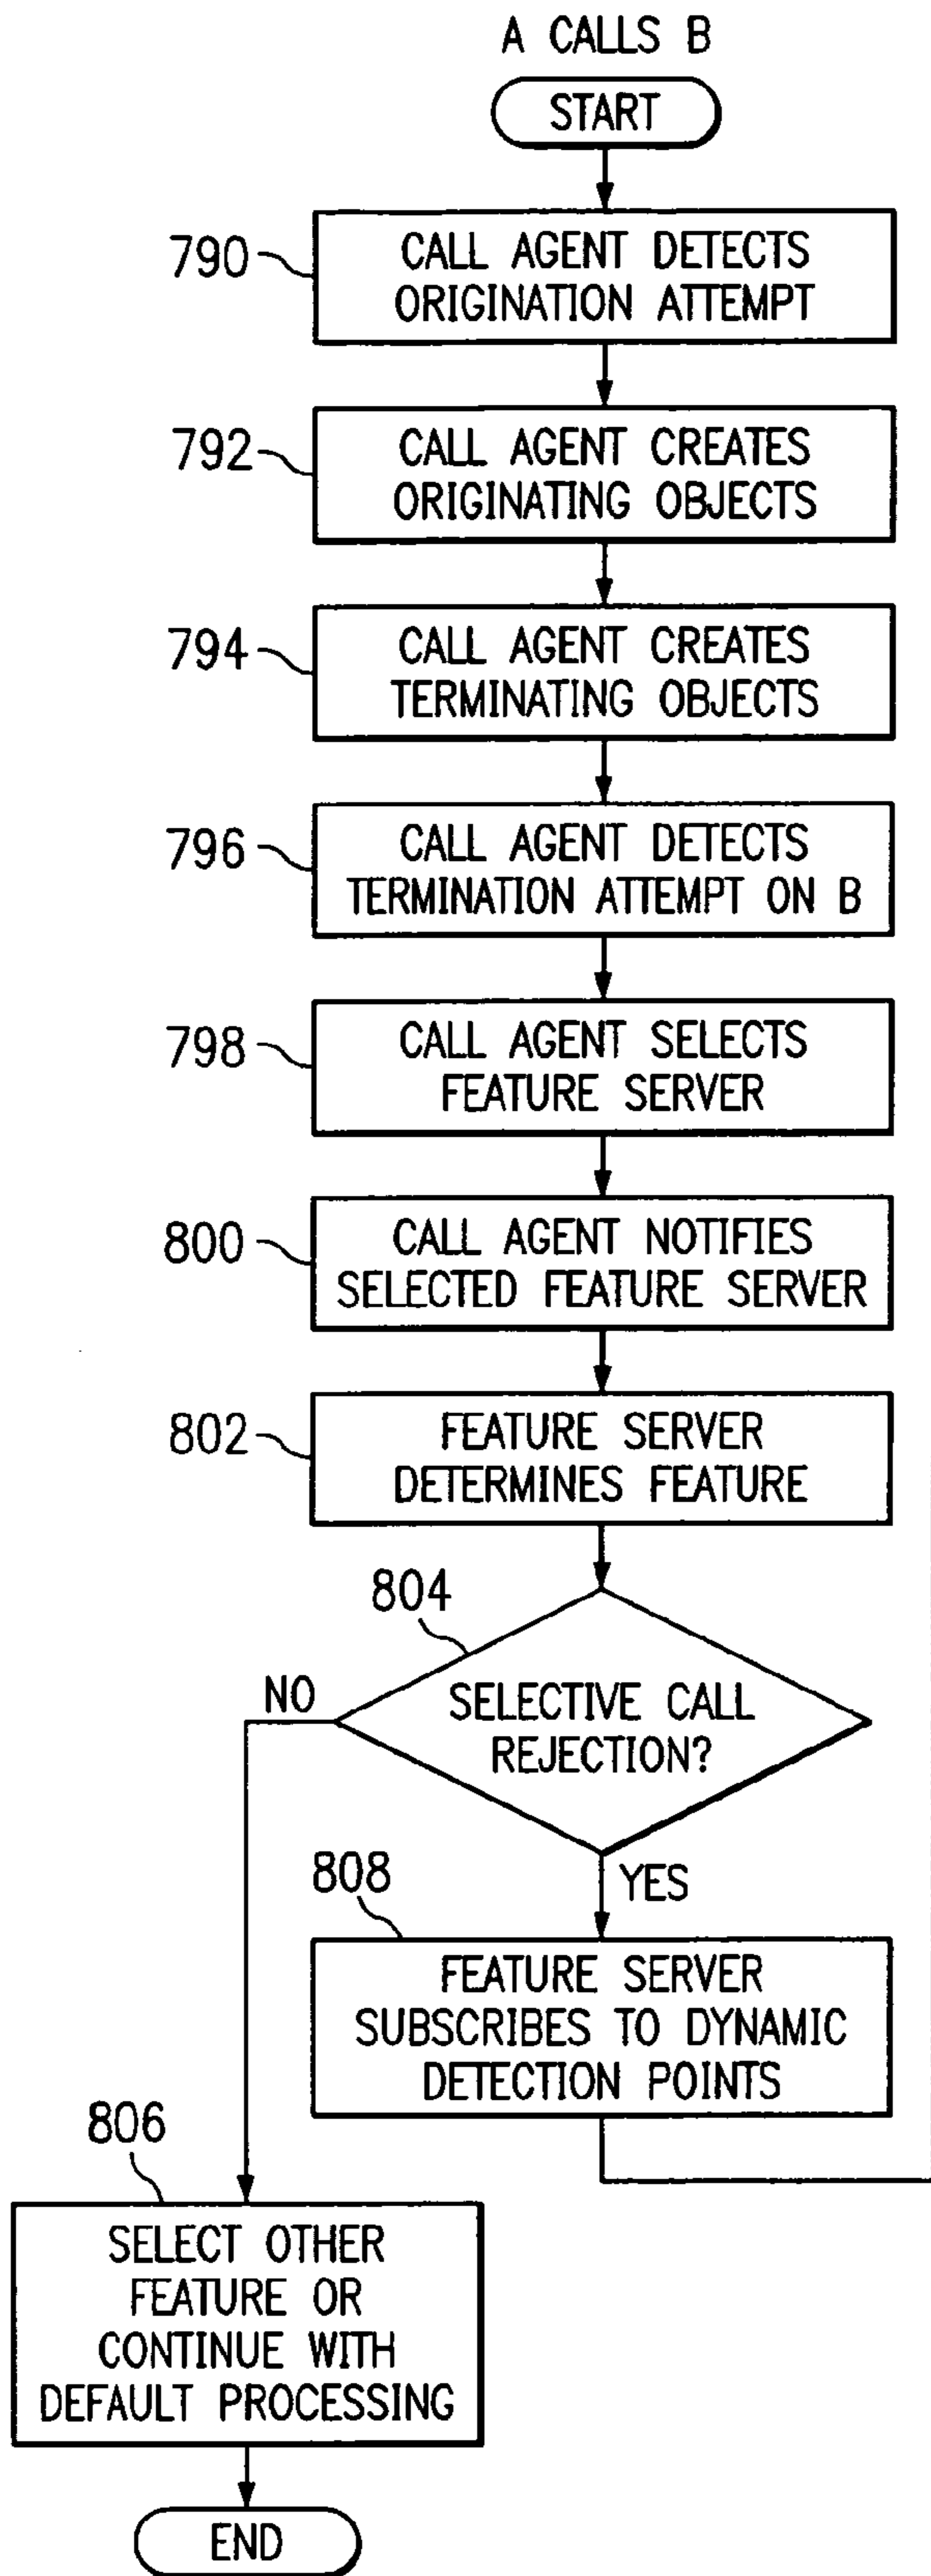 A CALLS B
START
790
CALL AGENT DETECTS
ORIGINATION ATTEMPT
792
CALL AGENT CREATES
ORIGINATING OBJECTS
794
CALL AGENT CREATES
TERMINATING OBJECTS
796
CALL AGENT DETECTS
TERMINATION ATTEMPT ON B
798
CALL AGENT SELECTS
FEATURE SERVER
800
CALL AGENT NOTIFIES
SELECTED FEATURE SERVER
802
FEATURE SERVER
DETERMINES FEATURE
804
SELECTIVE CALL
REJECTION?
NO
YES
808
FEATURE SERVER
SUBSCRIBES TO DYNAMIC
DETECTION POINTS
806
SELECT OTHER
FEATURE OR
CONTINUE WITH
DEFAULT PROCESSING
END